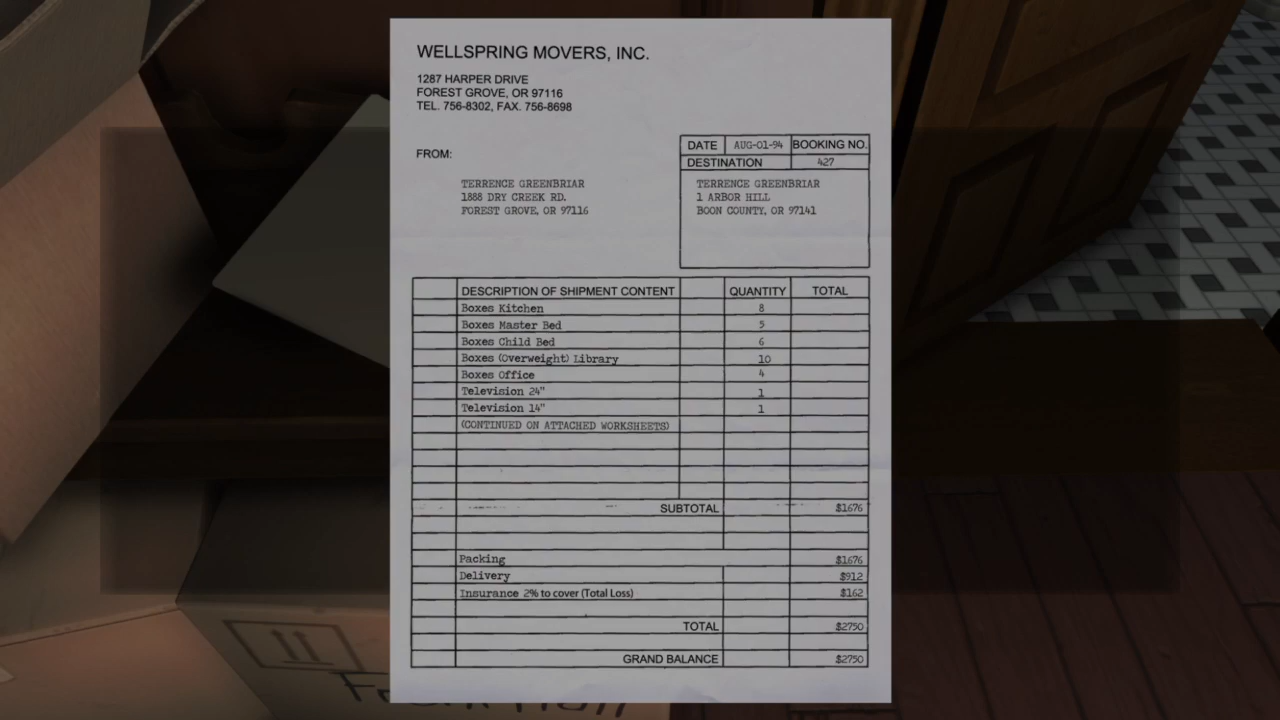 WELLSPRING MOVERS, INC.
1287 HARPER DRIVE
FOREST GROVE, OR 97116
TEL. 756-8302, FAX. 756-8698
FROM:
TERRENCE GREENBRIAR
1888 DRY CREEK RD.
FOREST GROVE, OR 97116
DATE AUG-01-94 BOOKING NO.
DESTINATION 427
TERRENCE GREENBRIAR
1 ARBOR HILL
BOON COUNTY, OR 97141
DESCRIPTION OF SHIPMENT CONTENT QUANTITY TOTAL
Boxes Kitchen 8
Boxes Master Bed 5
Boxes Child Bed 6
Boxes (Overweight) Library 10
Boxes Office 4
Television 24" 1
Television 14" 1
(CONTINUED ON ATTACHED WORKSHEETS)
SUBTOTAL $1676
Packing $1676
Delivery $912
Insurance 2% to cover (Total Loss) $162
TOTAL $2750
GRAND BALANCE $2750